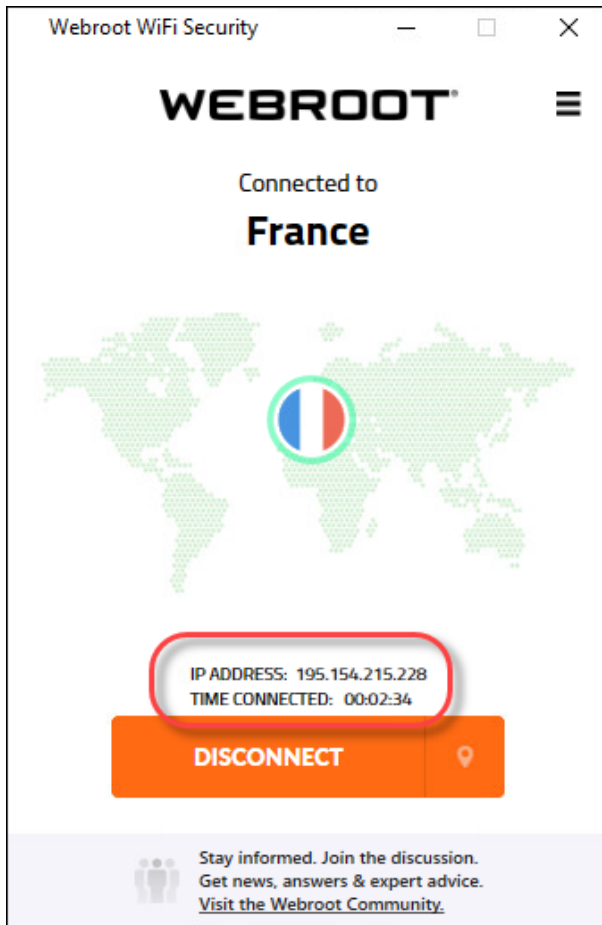 Webroot WiFi Security
WEBROOT®
Connected to
France
IP ADDRESS: 195.154.215.228
TIME CONNECTED: 00:02:34
DISCONNECT
Stay informed. Join the discussion.
Get news, answers & expert advice.
Visit the Webroot Community.